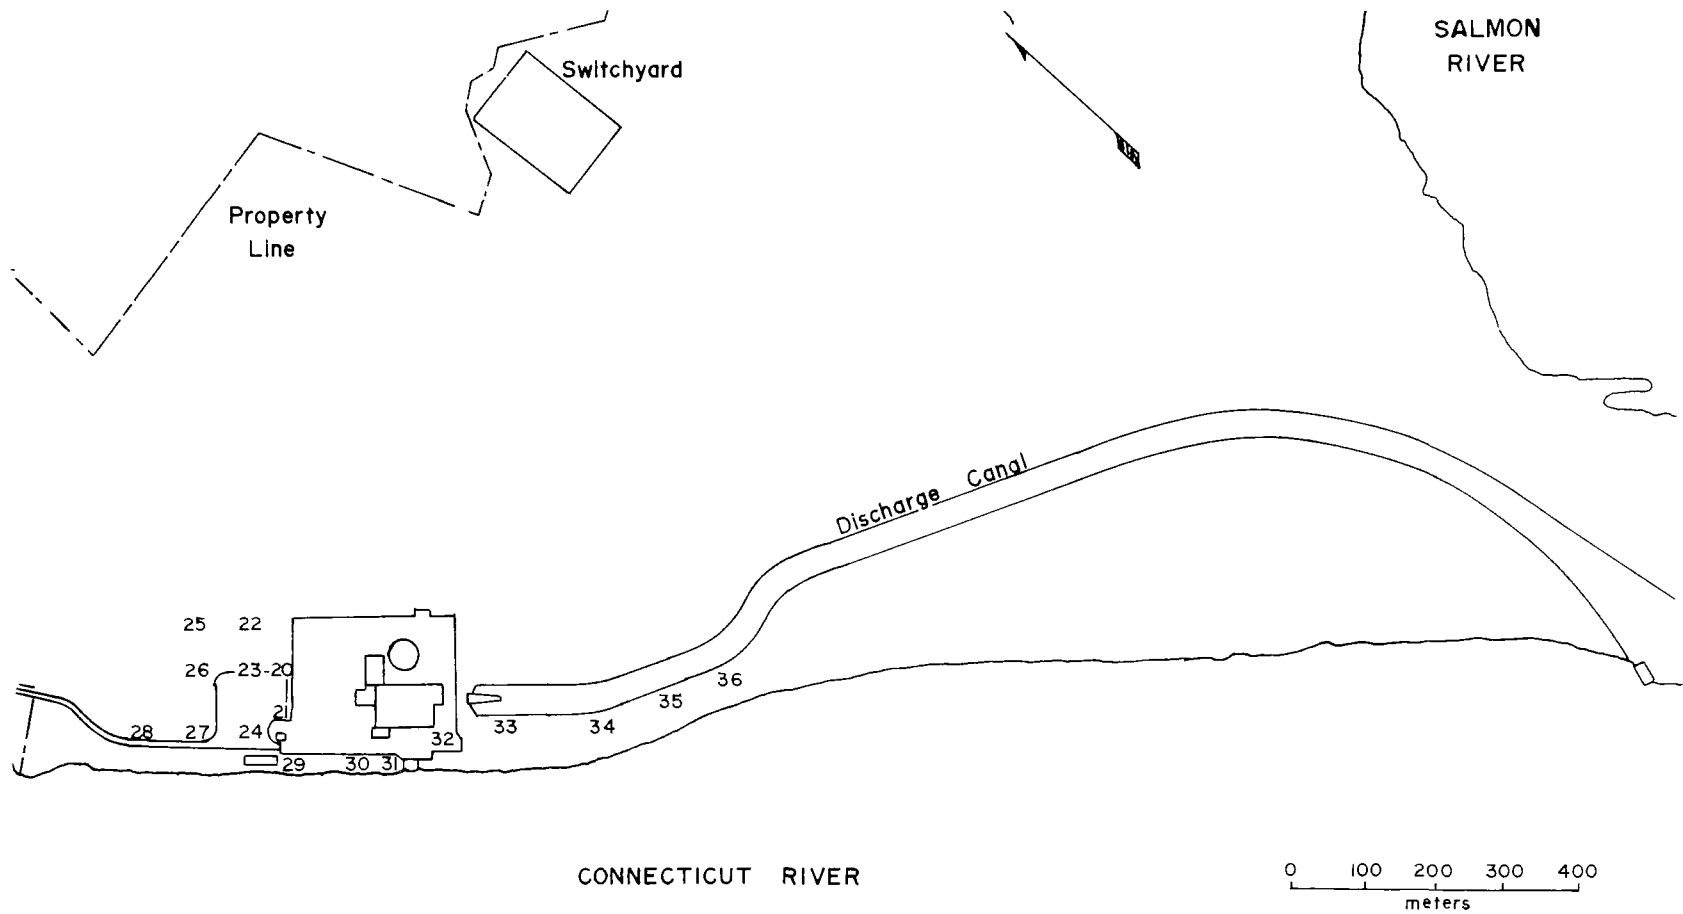 SALMON
RIVER
Switchyard
Property
Line
Discharge Canal
25 22
26 23-20
21
28 27 24
32
33 34 35 36
29 30 31
CONNECTICUT RIVER
0 100 200 300 400
meters